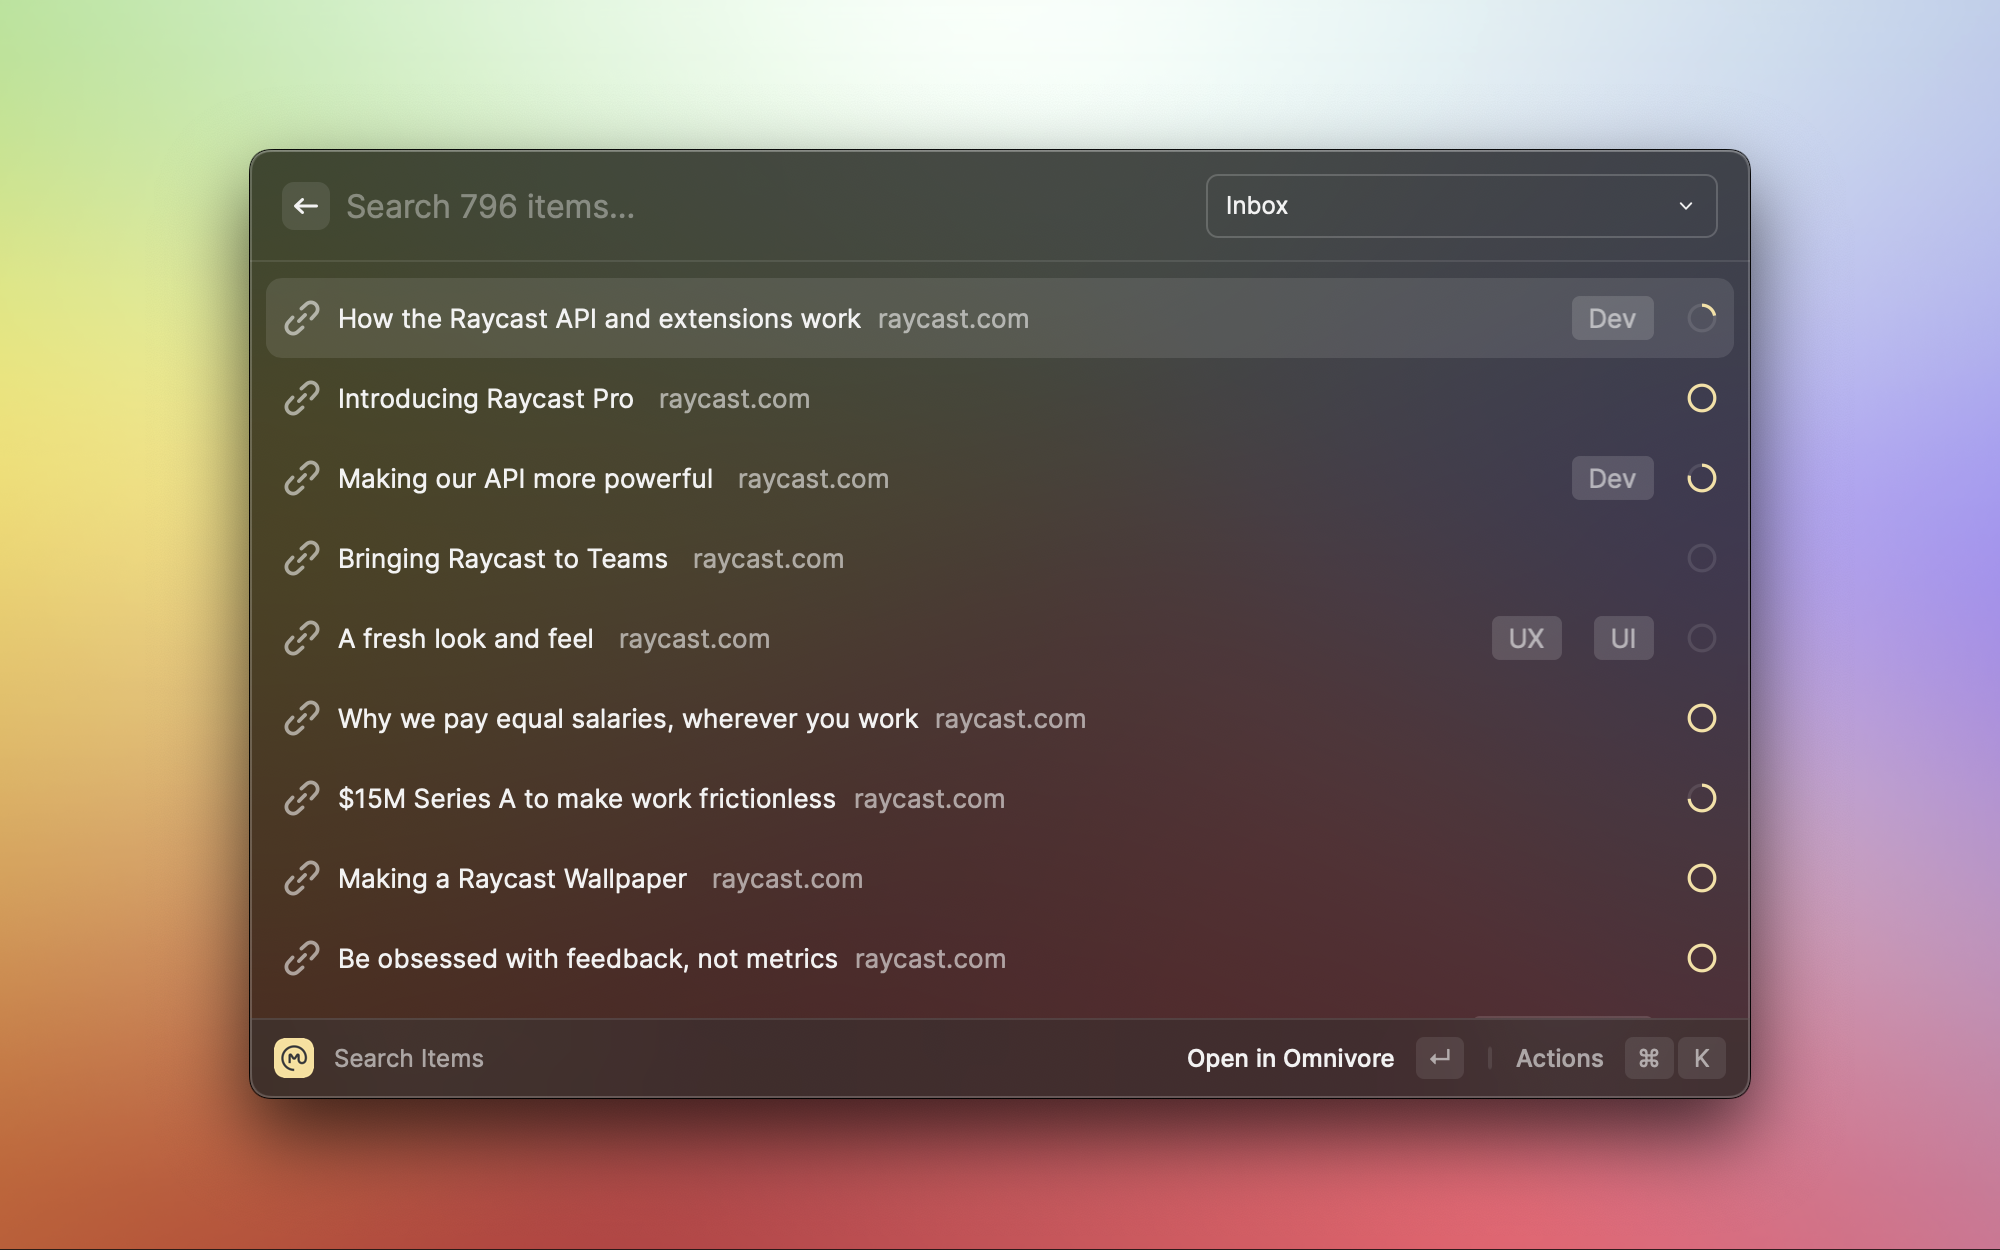 Search 796 items... Inbox
How the Raycast API and extensions work raycast.com Dev
Introducing Raycast Pro raycast.com
Making our API more powerful raycast.com Dev
Bringing Raycast to Teams raycast.com
A fresh look and feel raycast.com UX UI
Why we pay equal salaries, wherever you work raycast.com
$15M Series A to make work frictionless raycast.com
Making a Raycast Wallpaper raycast.com
Be obsessed with feedback, not metrics raycast.com
Search Items Open in Omnivore ↵ Actions ⌘ K